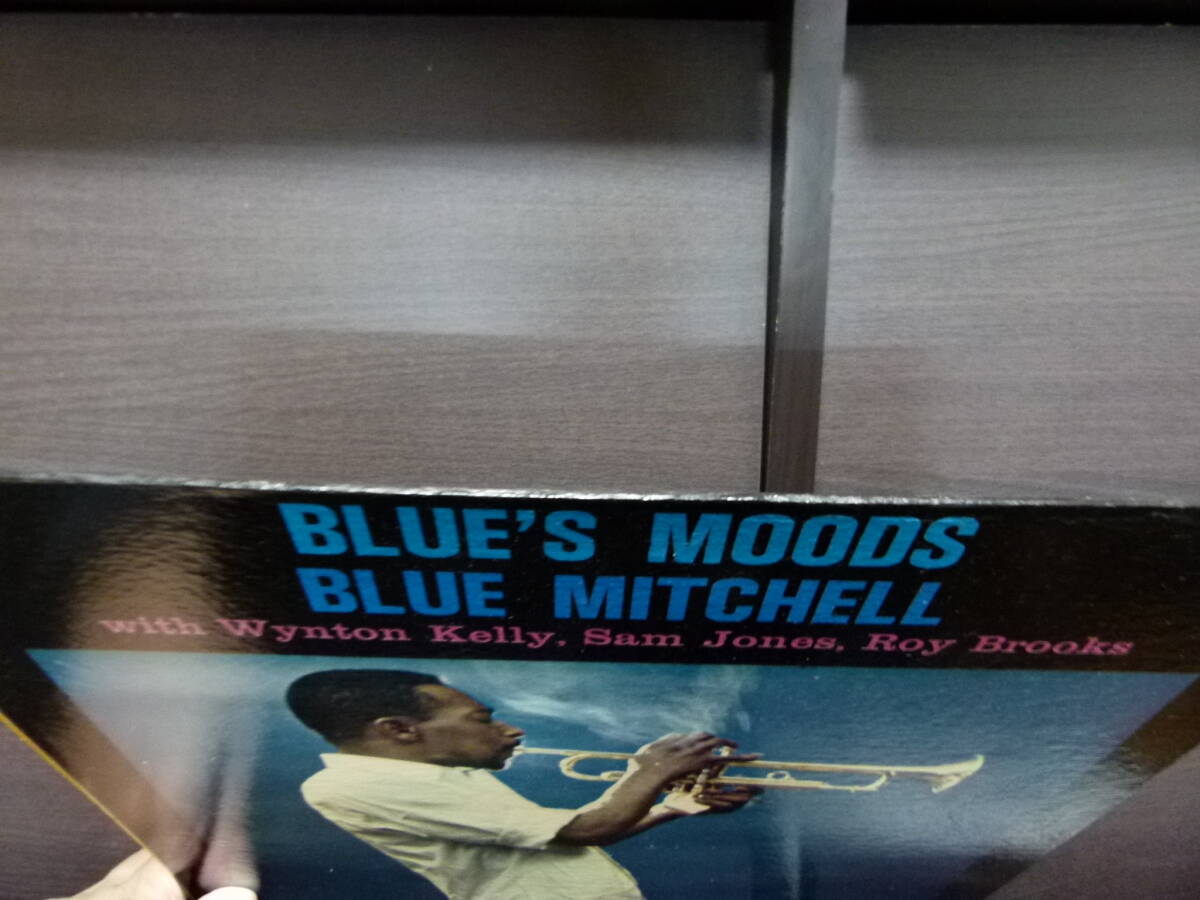 BLUE'S MOODS
BLUE MITCHELL
with Wynton Kelly, Sam Jones, Roy Brooks